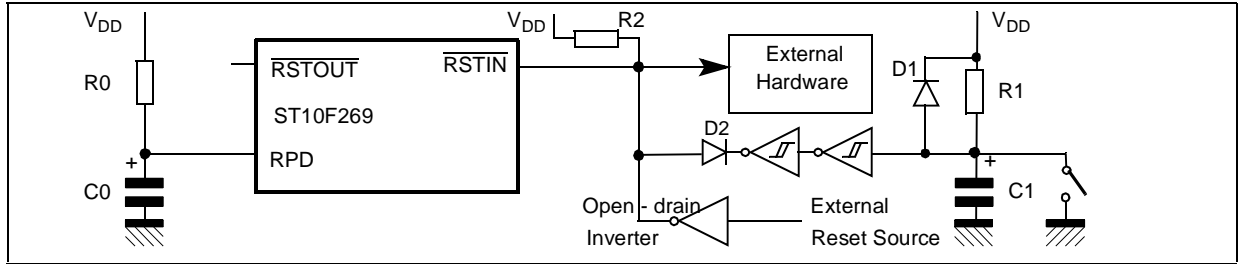 VDD
VDD
R2
VDD
RSTOUT
RSTIN
External
Hardware
D1
R0
R1
ST10F269
D2
+
RPD
+
C0
C1
Open - drain
Inverter
External
Reset Source